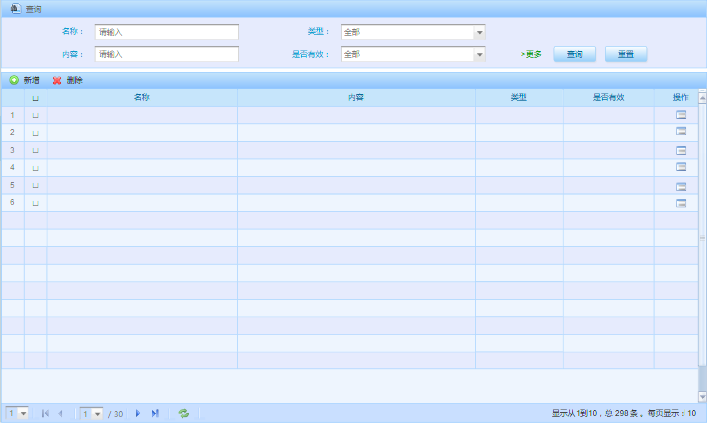 查询
名称： 请输入 类型： 全部
内容： 请输入 是否有效： 全部 >更多 查询 重置
新增 删除
名称 内容 类型 是否有效 操作
1
2
3
4
5
6
1 1 / 30 显示从1到10，总 298 条 。每页显示：10